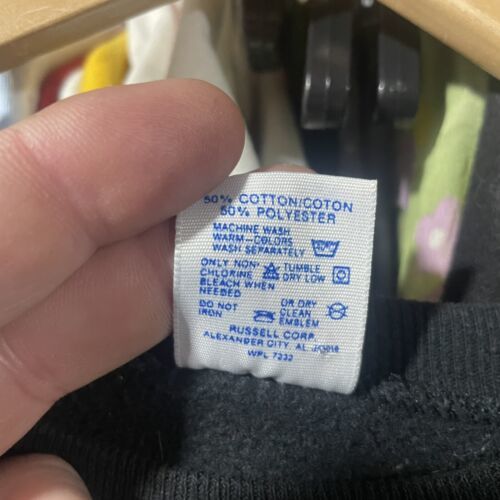 50% COTTON/COTON
50% POLYESTER
MACHINE WASH
WARM-COLORS
WASH SEPARATELY
ONLY NON TUMBLE
CHLORINE DRY LOW
BLEACH WHEN
NEEDED
DO NOT OR DRY
IRON CLEAN
EMBLEM
RUSSELL CORP.
ALEXANDER CITY, AL
WPL 7233